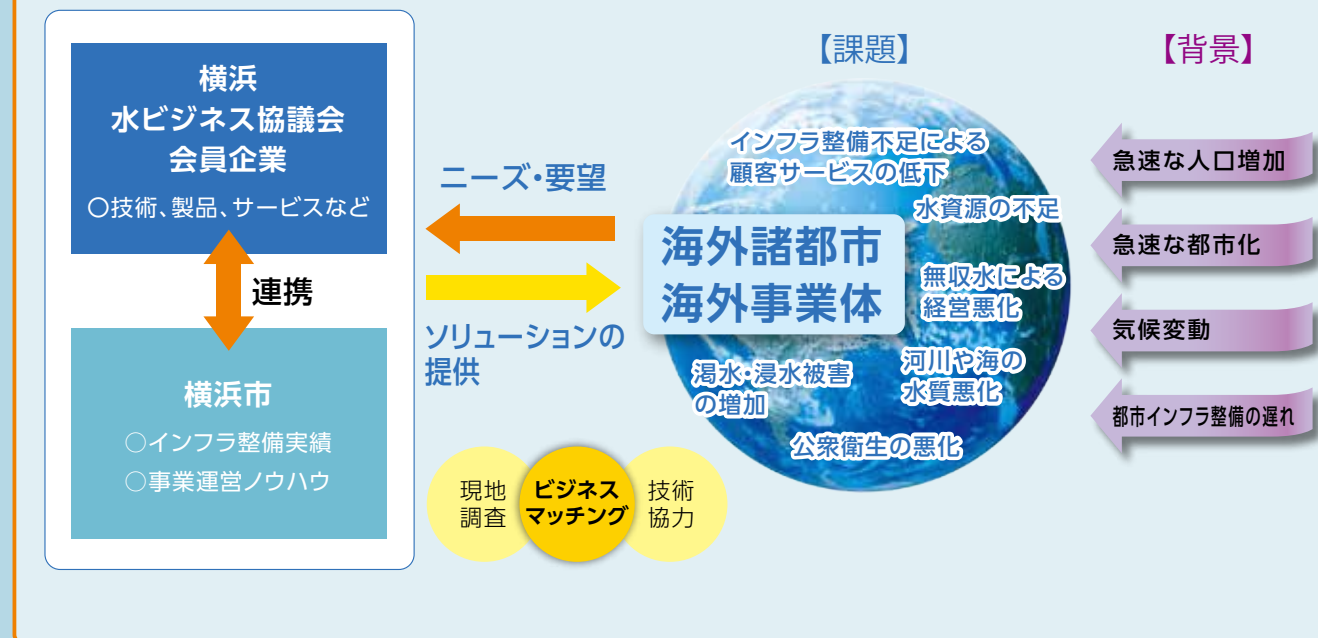 横浜
水ビジネス協議会
会員企業
〇技術、製品、サービスなど
連携
横浜市
○インフラ整備実績
○事業運営ノウハウ
ニーズ・要望
ソリューションの
提供
現地
調査
ビジネス
マッチング
技術
協力
【課題】
インフラ整備不足による
顧客サービスの低下
水資源の不足
海外諸都市
海外事業体
無収水による
経営悪化
渇水・浸水被害
の増加
河川や海の
水質悪化
公衆衛生の悪化
【背景】
急速な人口増加
急速な都市化
気候変動
都市インフラ整備の遅れ